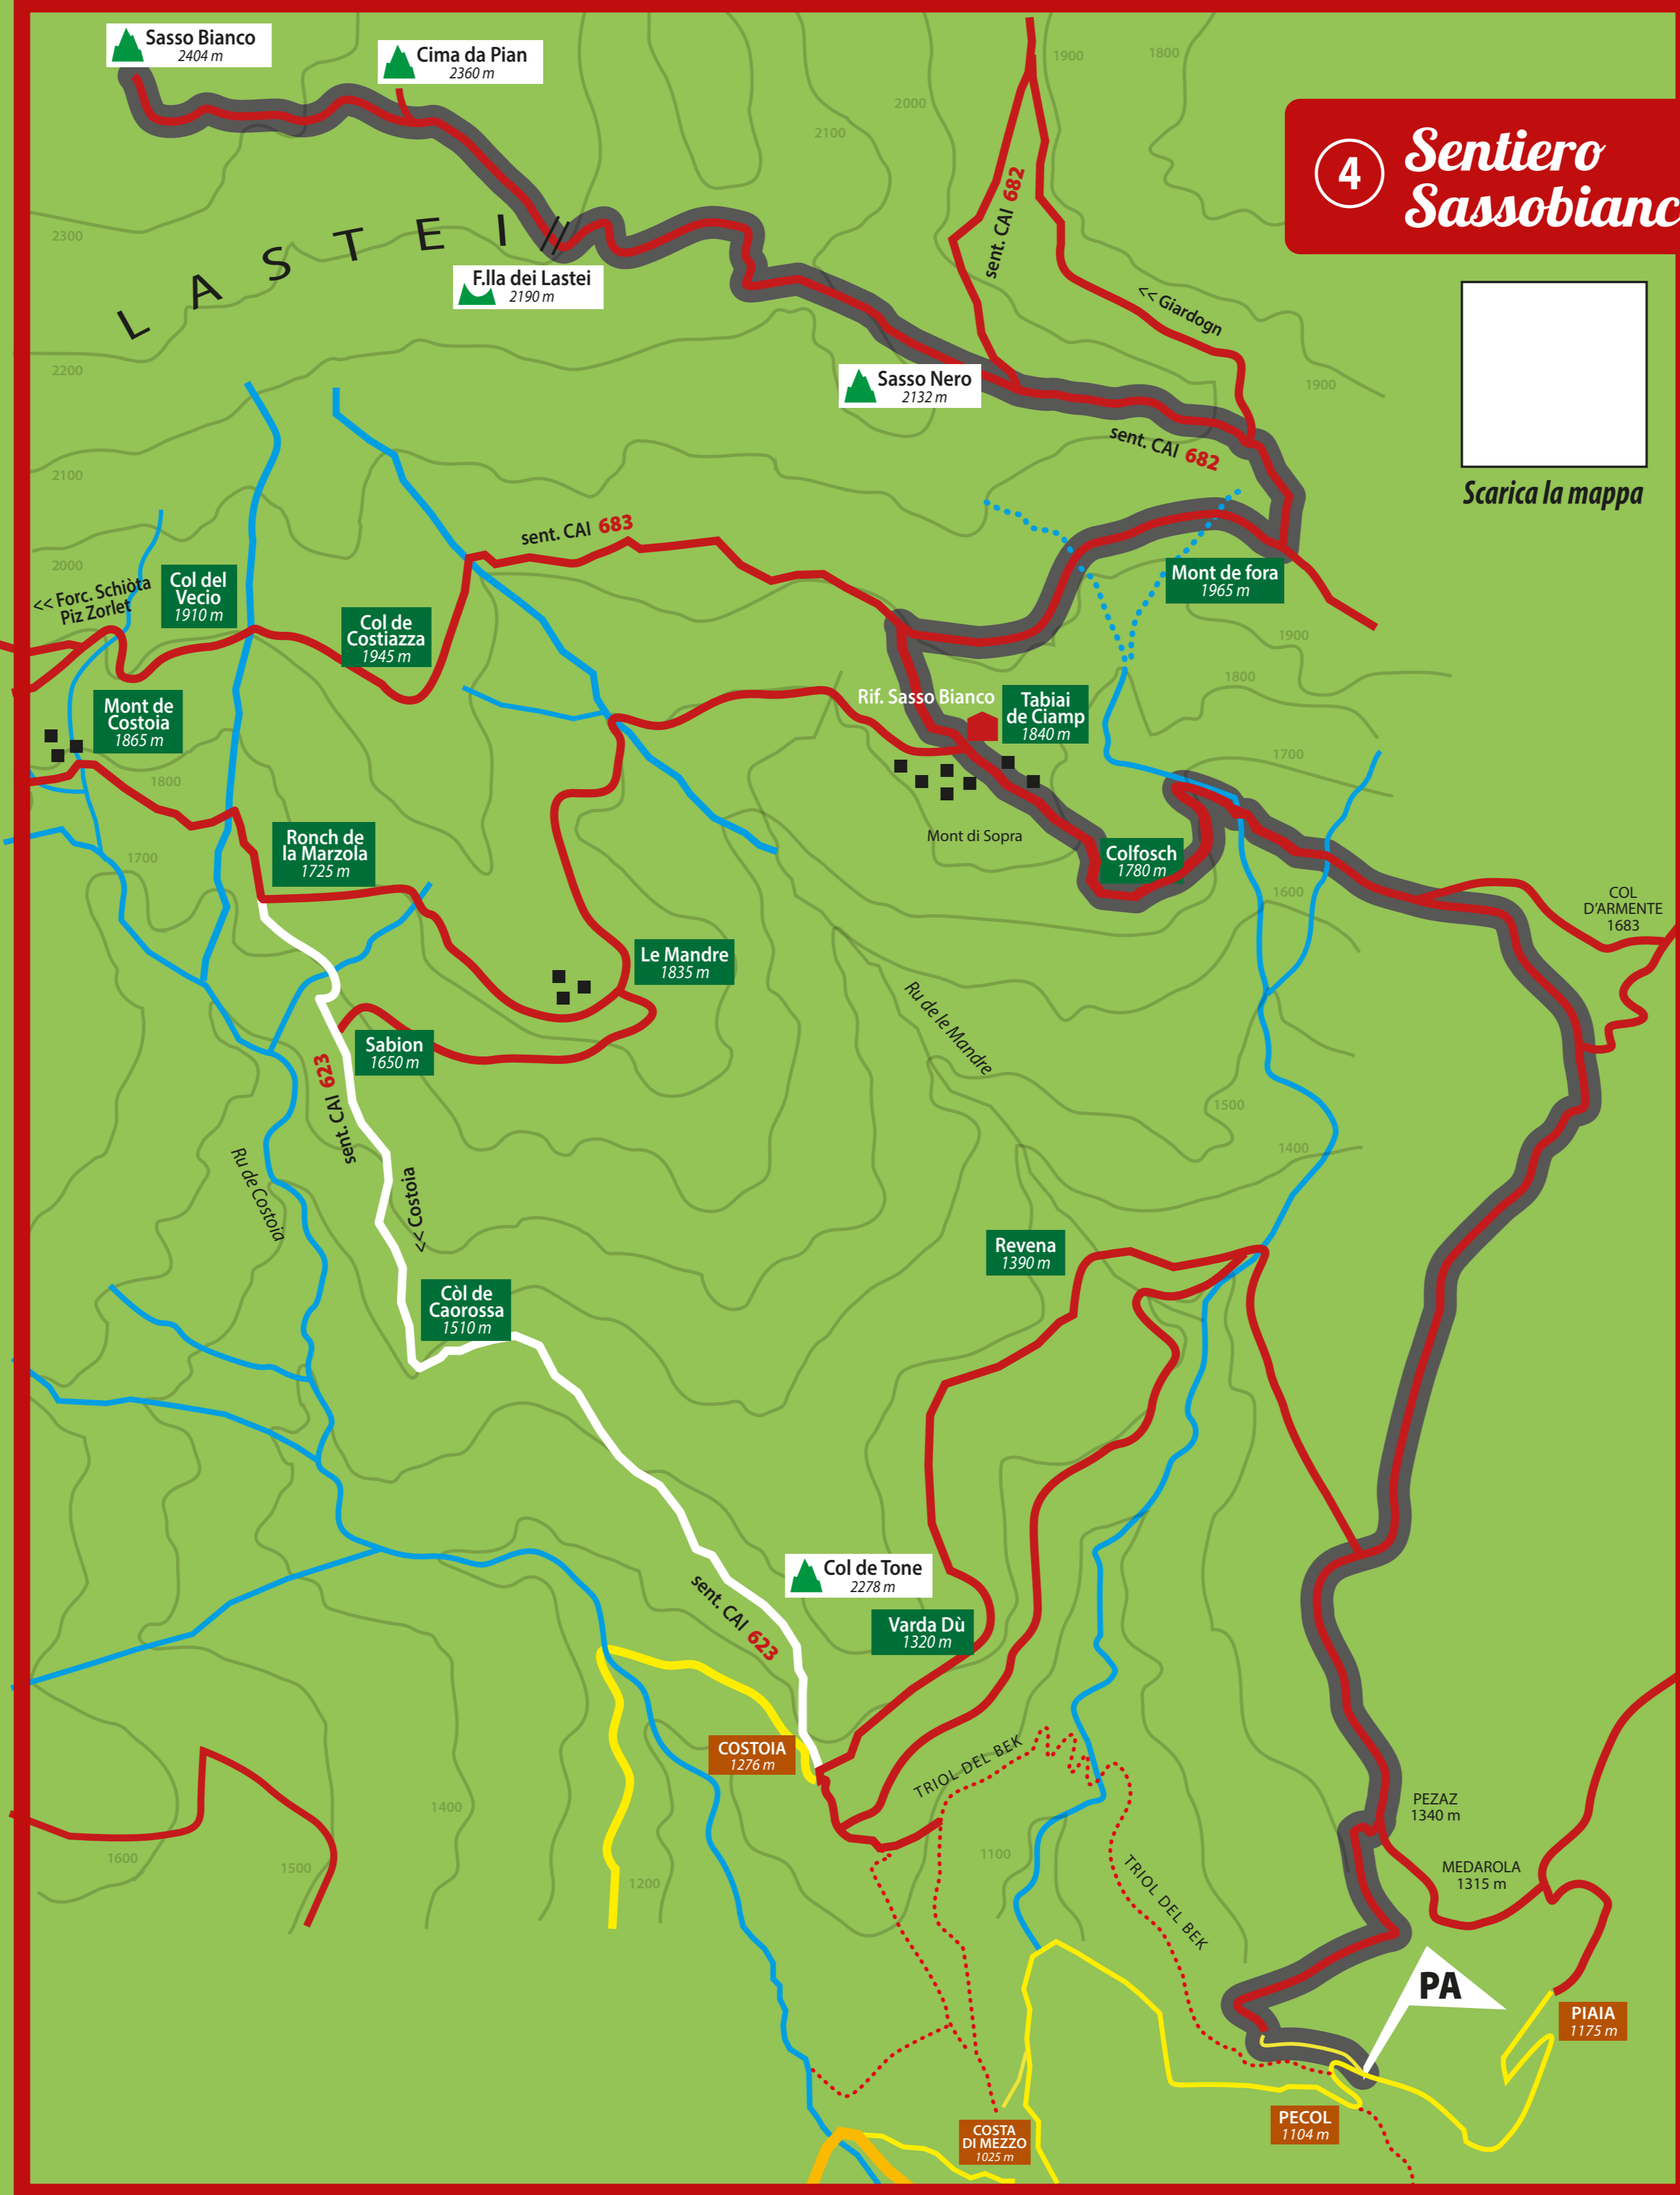 Sasso Bianco
2404 m
Cima da Pian
2360 m
1900
1800
2000
2100
4 Sentiero
Sassobianc
sent. CAI 682
2300
LASTEI
F.lla dei Lastei
2190 m
<< Giardogn
2200
Sasso Nero
2132 m
1900
sent. CAI 682
2100
Scarica la mappa
sent. CAI 683
2000
<< Forc. Schiòta
Piz Zorlet
Col del
Vecio
1910 m
Mont de fora
1965 m
Col de
Costiazza
1945 m
1900
1800
Mont de
Costoia
1865 m
Rif. Sasso Bianco
Tabiai
de Ciamp
1840 m
1700
1800
Mont di Sopra
Ronch de
la Marzola
1725 m
1700
Colfosch
1780 m
1600
COL
D'ARMENTE
1683
Le Mandre
1835 m
Ru de le Mandre
Sabion
1650 m
sent. CAI 623
1500
1400
Ru de Costoia
<< Costoia
Revena
1390 m
Còl de
Caorossa
1510 m
Col de Tone
2278 m
sent. CAI 623
Varda Dù
1320 m
COSTOIA
1276 m
TRIOL DEL BEK
PEZAZ
1340 m
1400
1600
1500
1200
1100
TRIOL DEL BEK
MEDAROLA
1315 m
PA
PIAIA
1175 m
PECOL
1104 m
COSTA
DI MEZZO
1025 m